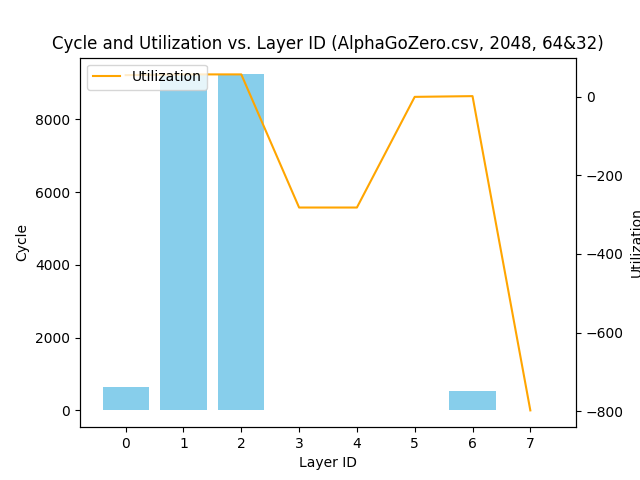 Cycle and Utilization vs. Layer ID (AlphaGoZero.csv, 2048, 64&32)
Utilization
8000
6000
4000
2000
0
Cycle
0
−200
−400
−600
−800
Utilization
0 1 2 3 4 5 6 7
Layer ID